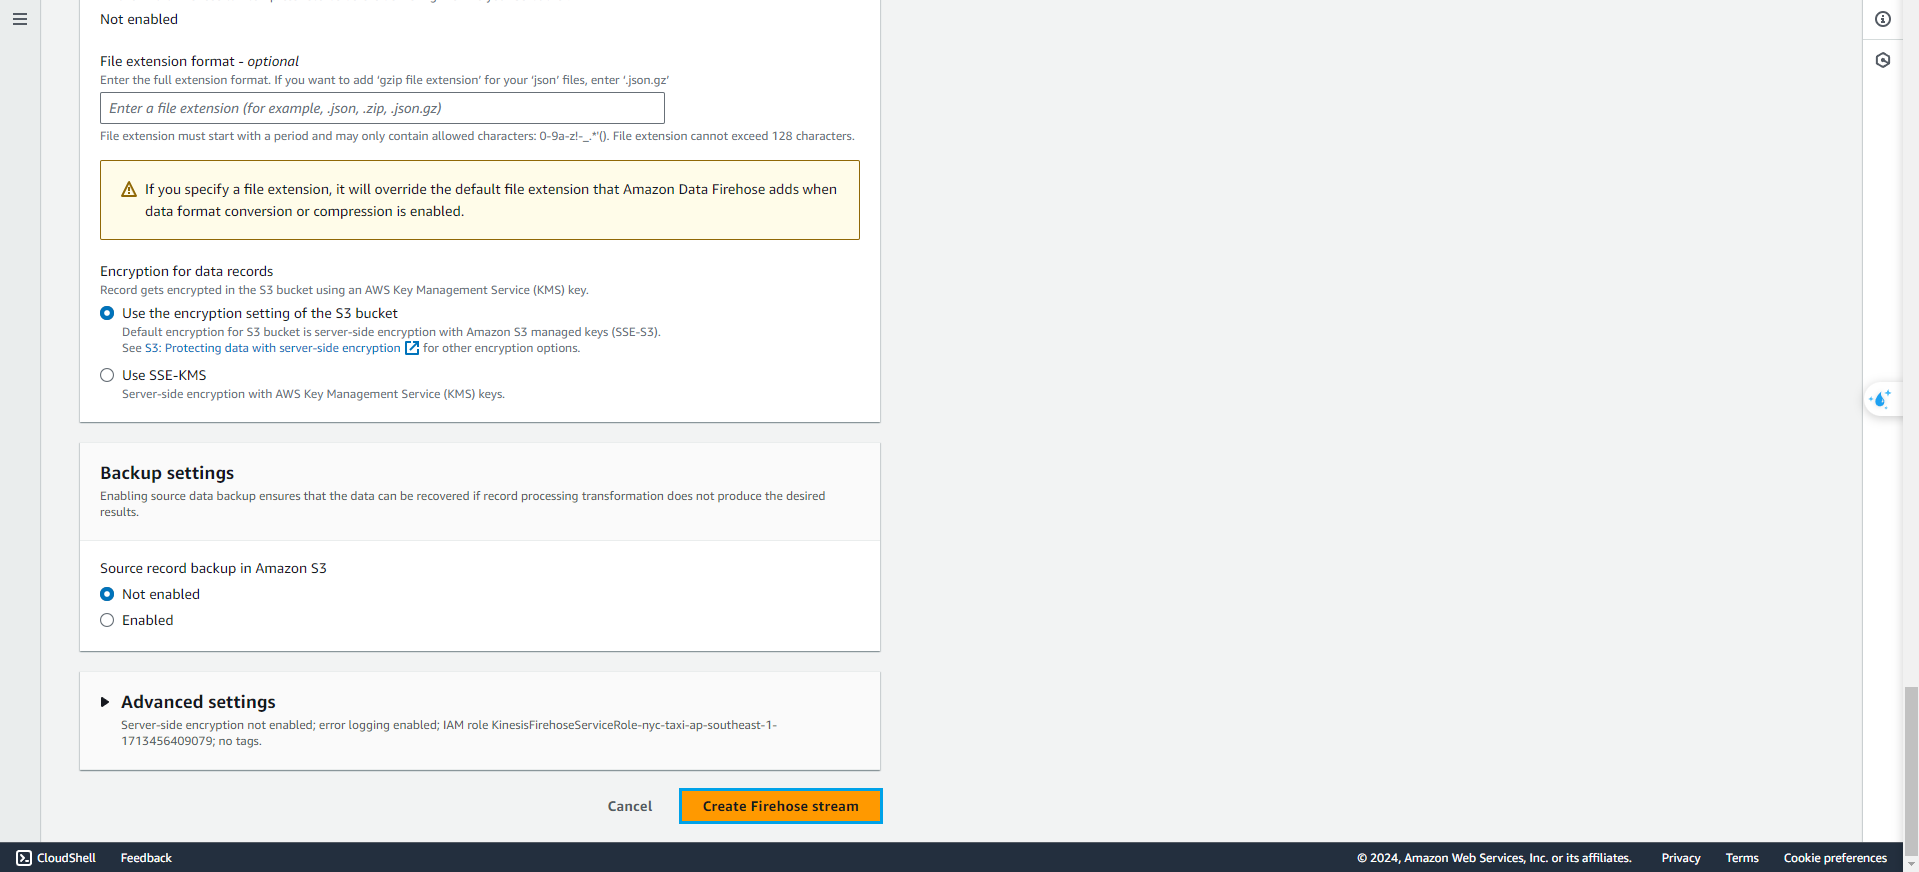 Not enabled
File extension format - optional
Enter the full extension format. If you want to add ‘gzip file extension’ for your ‘json’ files, enter ‘.json.gz’
Enter a file extension (for example, .json, .zip, .json.gz)
File extension must start with a period and may only contain allowed characters: 0-9a-z!-_.*'(). File extension cannot exceed 128 characters.
If you specify a file extension, it will override the default file extension that Amazon Data Firehose adds when
data format conversion or compression is enabled.
Encryption for data records
Record gets encrypted in the S3 bucket using an AWS Key Management Service (KMS) key.
Use the encryption setting of the S3 bucket
Default encryption for S3 bucket is server-side encryption with Amazon S3 managed keys (SSE-S3).
See S3: Protecting data with server-side encryption for other encryption options.
Use SSE-KMS
Server-side encryption with AWS Key Management Service (KMS) keys.
Backup settings
Enabling source data backup ensures that the data can be recovered if record processing transformation does not produce the desired
results.
Source record backup in Amazon S3
Not enabled
Enabled
Advanced settings
Server-side encryption not enabled; error logging enabled; IAM role KinesisFirehoseServiceRole-nyc-taxi-ap-southeast-1-
1713456409079; no tags.
Cancel
Create Firehose stream
CloudShell
Feedback
© 2024, Amazon Web Services, Inc. or its affiliates.
Privacy
Terms
Cookie preferences